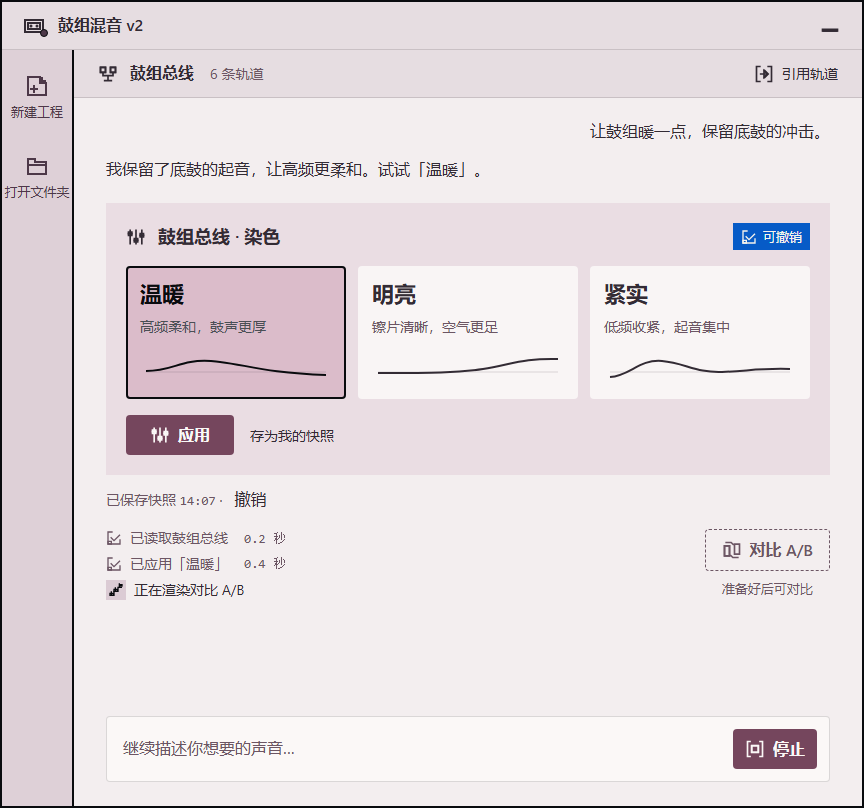 鼓组混音 v2
新建工程
打开文件夹
鼓组总线 6 条轨道
引用轨道
让鼓组暖一点，保留底鼓的冲击。
我保留了底鼓的起音，让高频更柔和。试试「温暖」。
鼓组总线 · 染色
可撤销
温暖
高频柔和，鼓声更厚
明亮
镲片清晰，空气更足
紧实
低频收紧，起音集中
应用
存为我的快照
已保存快照 14:07 · 撤销
已读取鼓组总线 0.2 秒
已应用「温暖」 0.4 秒
正在渲染对比 A/B
对比 A/B
准备好后可对比
继续描述你想要的声音...
停止